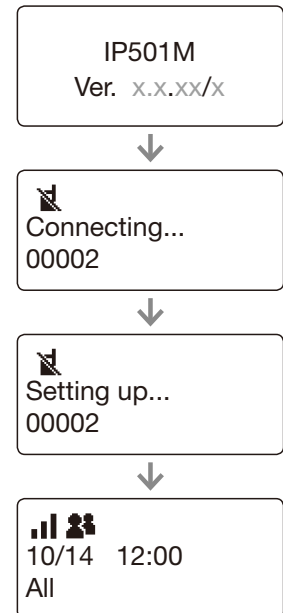 IP501M
Ver. x.x.xx/x
Connecting...
00002
Setting up...
00002
10/14 12:00
All